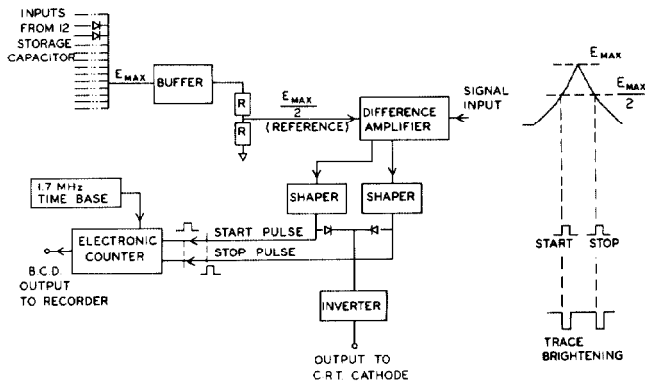 INPUTS
FROM 12
STORAGE
CAPACITOR
E MAX
BUFFER
R
R
E MAX
2
(REFERENCE)
DIFFERENCE
AMPLIFIER
SIGNAL
INPUT
E MAX
E MAX
2
SHAPER
SHAPER
1.7 MHz
TIME BASE
ELECTRONIC
COUNTER
START PULSE
STOP PULSE
B.C.D.
OUTPUT
TO RECORDER
INVERTER
OUTPUT TO
C.R.T. CATHODE
START
STOP
TRACE
BRIGHTENING